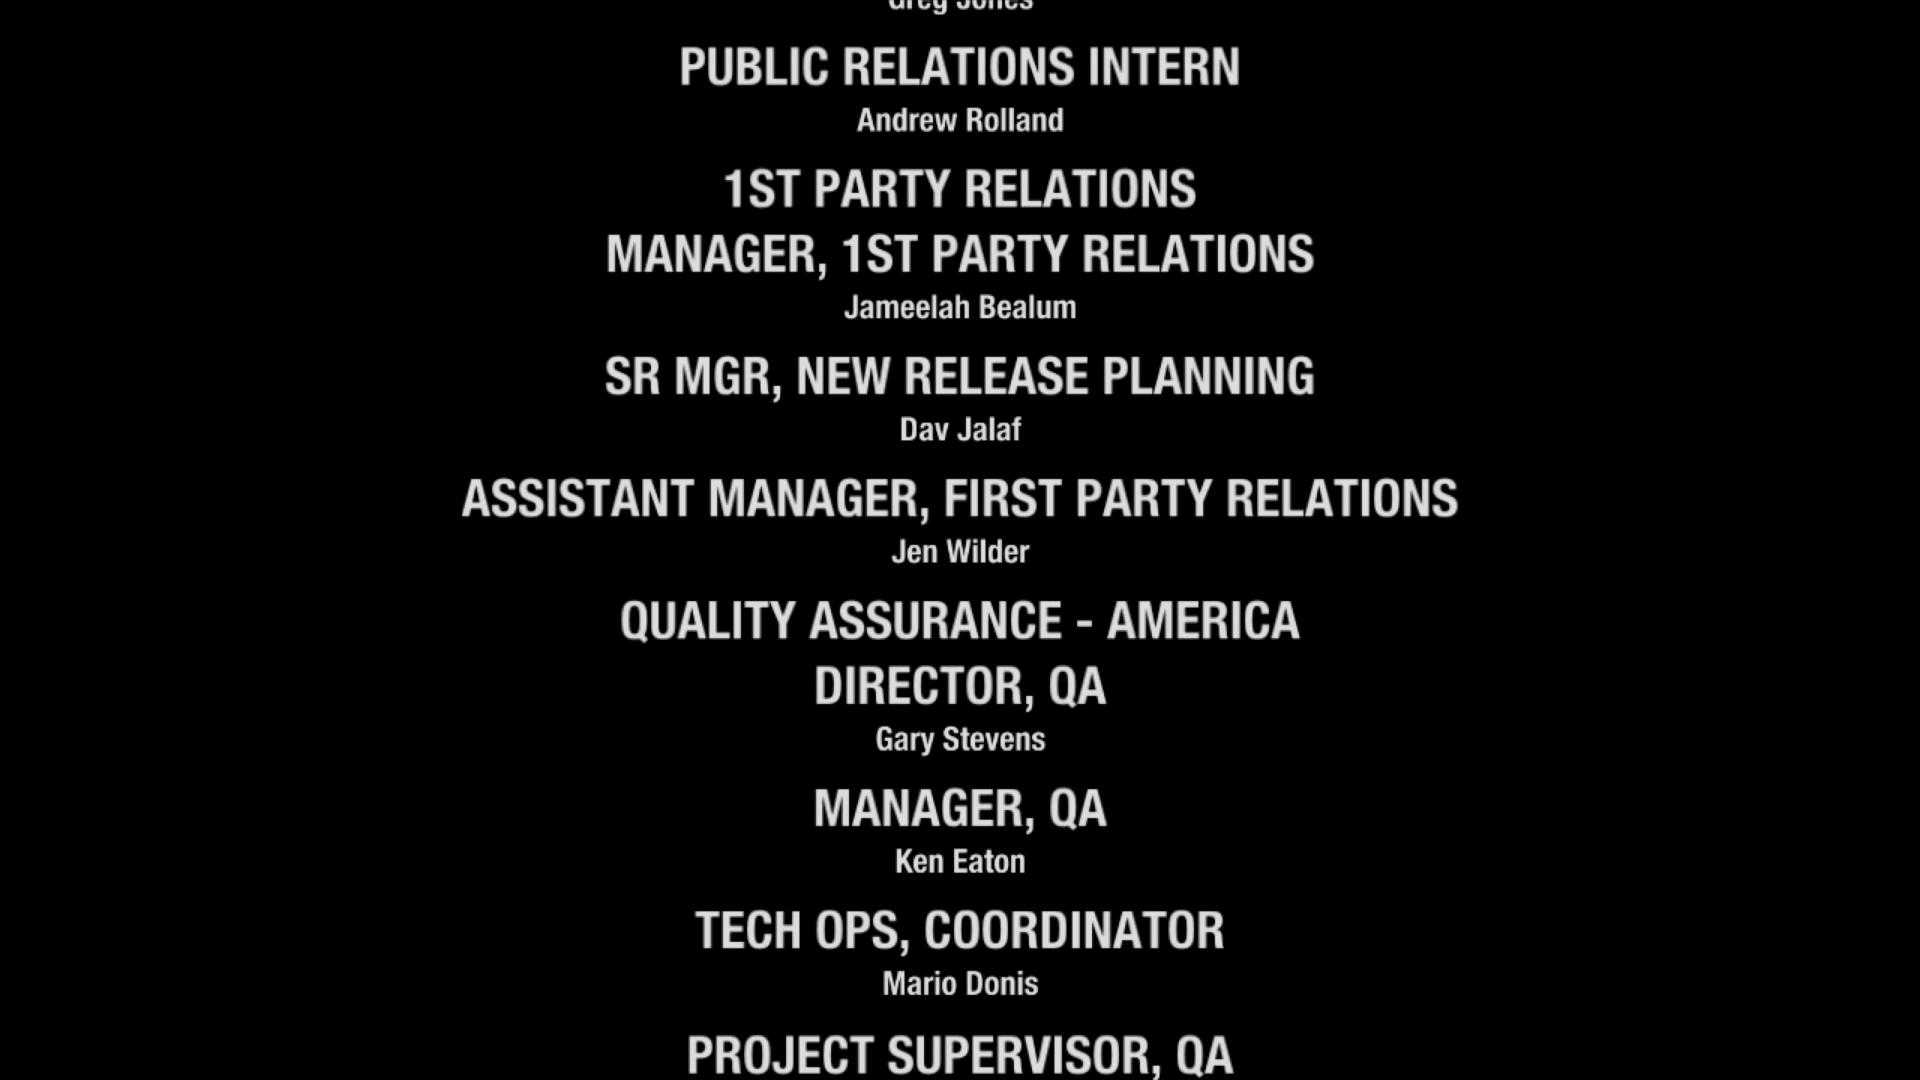 Greg Jones
PUBLIC RELATIONS INTERN
Andrew Rolland
1ST PARTY RELATIONS
MANAGER, 1ST PARTY RELATIONS
Jameelah Bealum
SR MGR, NEW RELEASE PLANNING
Dav Jalaf
ASSISTANT MANAGER, FIRST PARTY RELATIONS
Jen Wilder
QUALITY ASSURANCE - AMERICA
DIRECTOR, QA
Gary Stevens
MANAGER, QA
Ken Eaton
TECH OPS, COORDINATOR
Mario Donis
PROJECT SUPERVISOR, QA